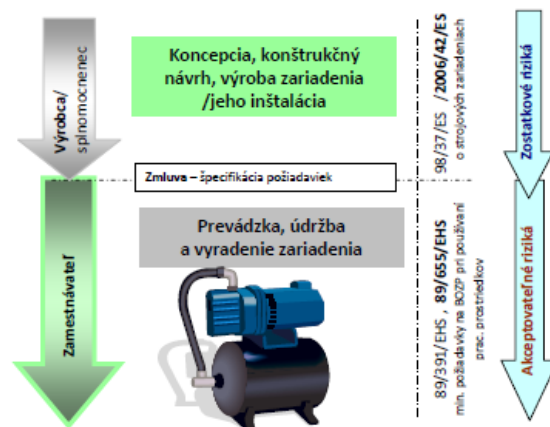 Výrobca/
splnomocnenec
Koncepcia, konštrukčný
návrh, výroba zariadenia
/jeho inštalácia
98/37/ES /2006/42/ES
o strojových zariadeniach
Zostatkové riziká
Zmluva – špecifikácia požiadaviek
Zamestnávateľ
Prevádzka, údržba
a vyradenie zariadenia
89/391/EHS , 89/655/EHS
min. požiadavky na BOZP pri používaní
prac. prostriedkov
Akceptovateľné riziká